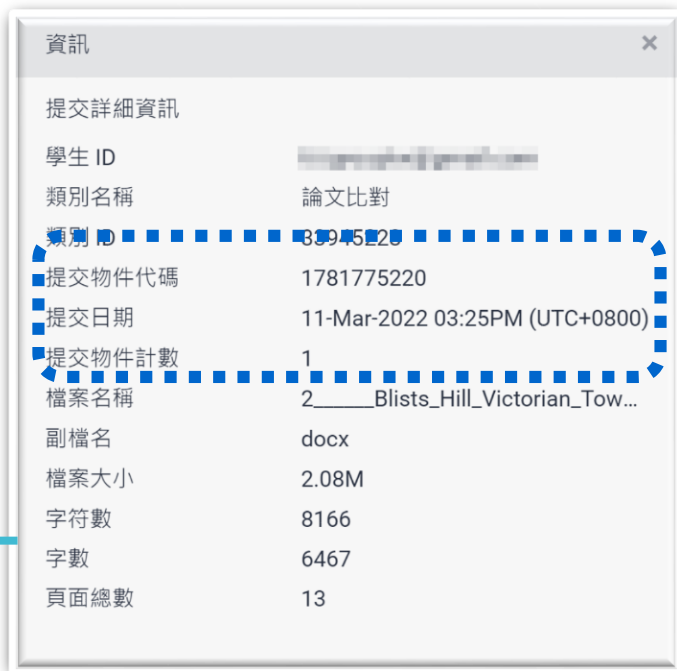 資訊 ×
提交詳細資訊
學生 ID
類別名稱 論文比對
類別 ID 33945228
提交物件代碼 1781775220
提交日期 11-Mar-2022 03:25PM (UTC+0800)
提交物件計數 1
檔案名稱 2______Blists_Hill_Victorian_Tow...
副檔名 docx
檔案大小 2.08M
字符數 8166
字數 6467
頁面總數 13